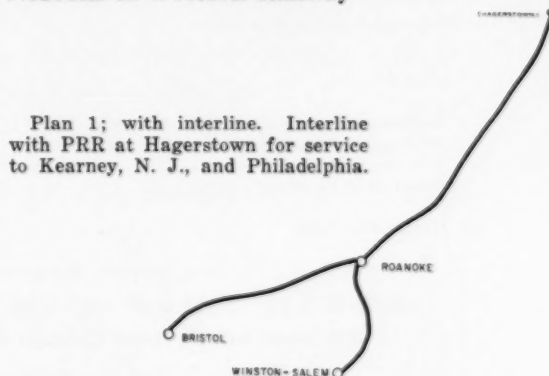 (HAGERSTOWN)
Plan 1; with interline. Interline
with PRR at Hagerstown for service
to Kearney, N. J., and Philadelphia.
ROANOKE
BRISTOL
WINSTON-SALEM